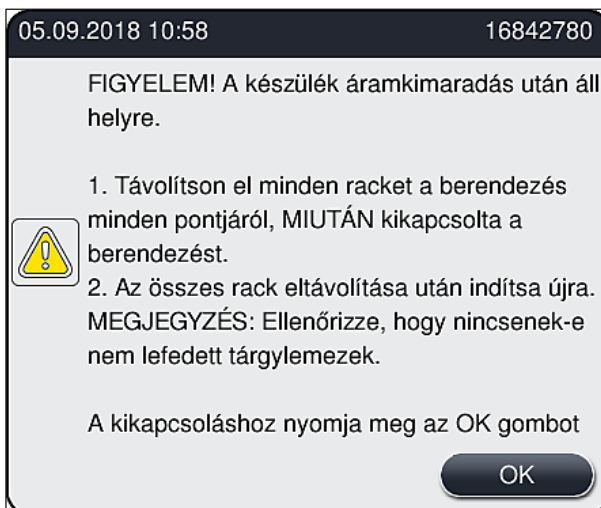 05.09.2018 10:58 16842780
FIGYELEM! A készülék áramkimaradás után áll
helyre.
1. Távolítson el minden racket a berendezés
minden pontjáról, MIUTÁN kikapcsolta a
berendezést.
2. Az összes rack eltávolítása után indítsa újra.
MEGJEGYZÉS: Ellenőrizze, hogy nincsenek-e
nem lefedett tárgylemezek.
A kikapcsoláshoz nyomja meg az OK gombot
OK